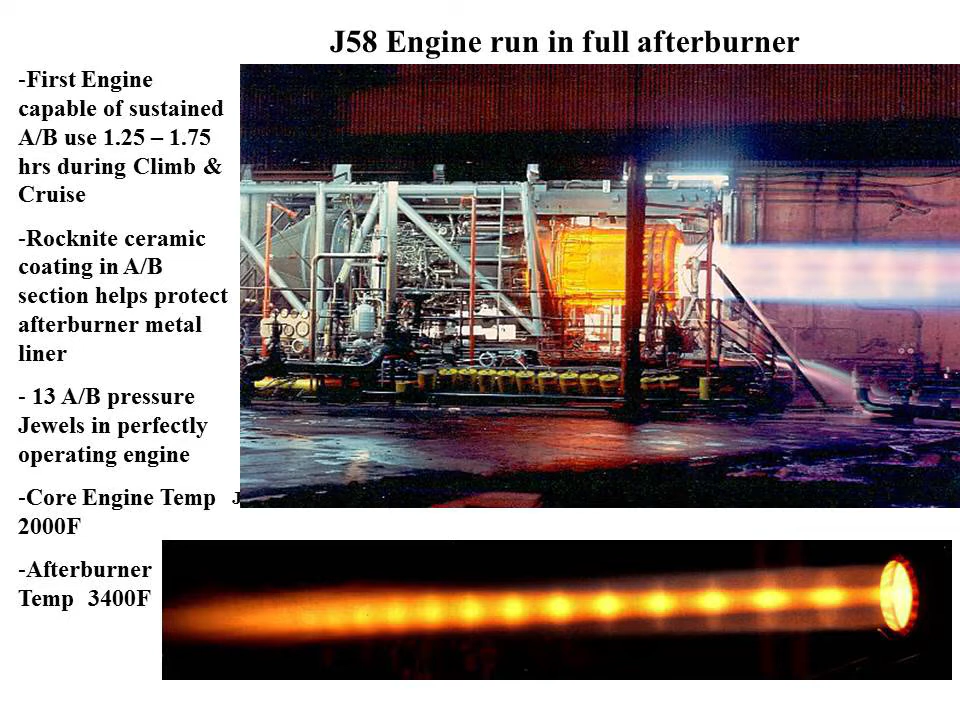 J58 Engine run in full afterburner
-First Engine
capable of sustained
A/B use 1.25 – 1.75
hrs during Climb &
Cruise
-Rocknite ceramic
coating in A/B
section helps protect
afterburner metal
liner
- 13 A/B pressure
Jewels in perfectly
operating engine
-Core Engine Temp
2000F
-Afterburner
Temp 3400F